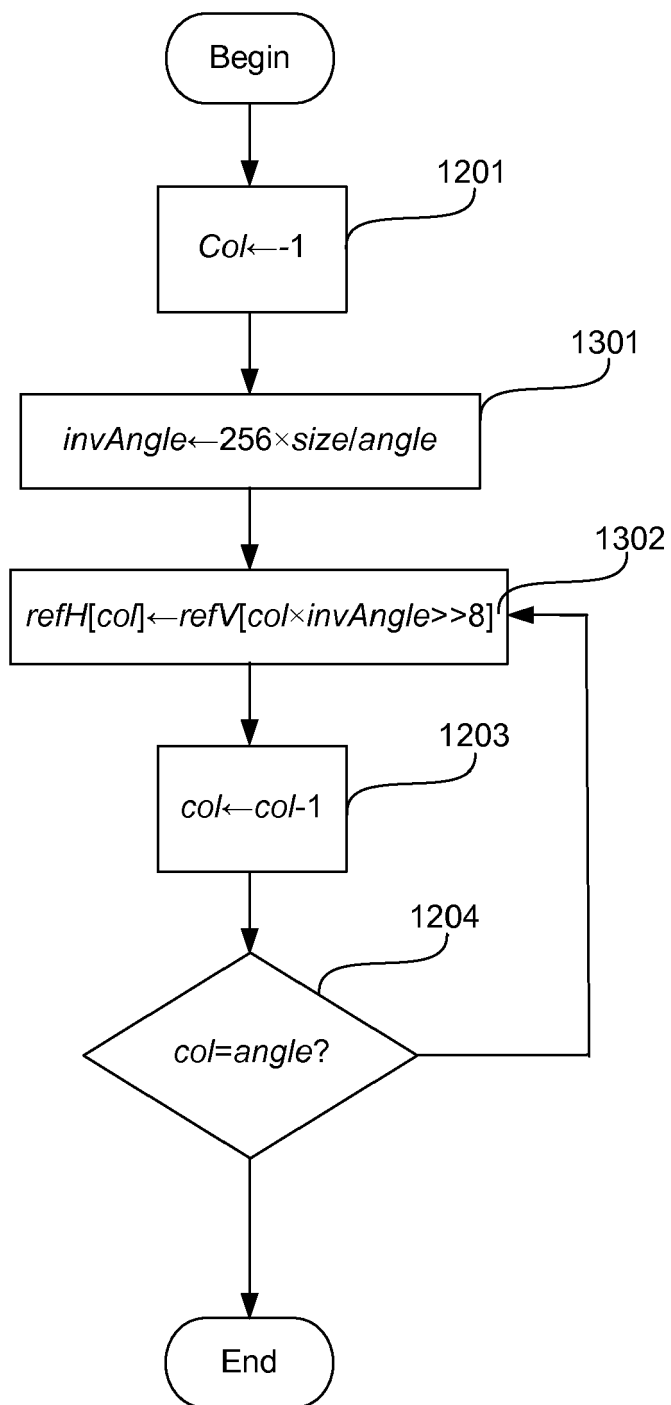 Begin
1201
Col←-1
1301
invAngle←256×size/angle
1302
refH[col]←refV[col×invAngle>>8]
1203
col←col-1
1204
col=angle?
End